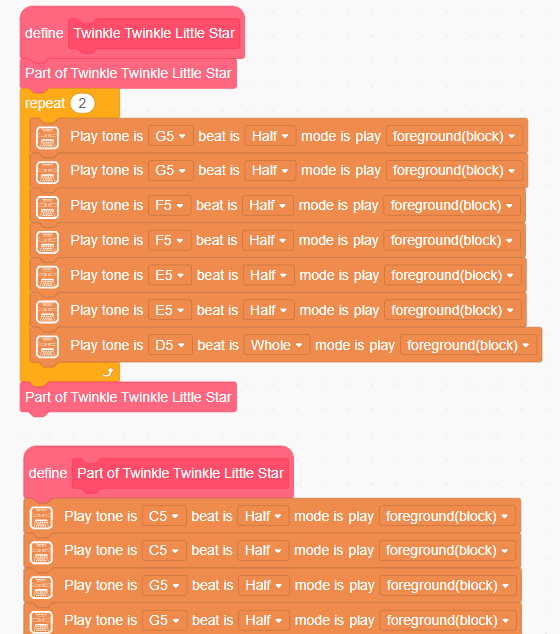 define Twinkle Twinkle Little Star
Part of Twinkle Twinkle Little Star
repeat 2
Play tone is G5 beat is Half mode is play foreground(block)
Play tone is G5 beat is Half mode is play foreground(block)
Play tone is F5 beat is Half mode is play foreground(block)
Play tone is F5 beat is Half mode is play foreground(block)
Play tone is E5 beat is Half mode is play foreground(block)
Play tone is E5 beat is Half mode is play foreground(block)
Play tone is D5 beat is Whole mode is play foreground(block)
Part of Twinkle Twinkle Little Star
define Part of Twinkle Twinkle Little Star
Play tone is C5 beat is Half mode is play foreground(block)
Play tone is C5 beat is Half mode is play foreground(block)
Play tone is G5 beat is Half mode is play foreground(block)
Play tone is G5 beat is Half mode is play foreground(block)